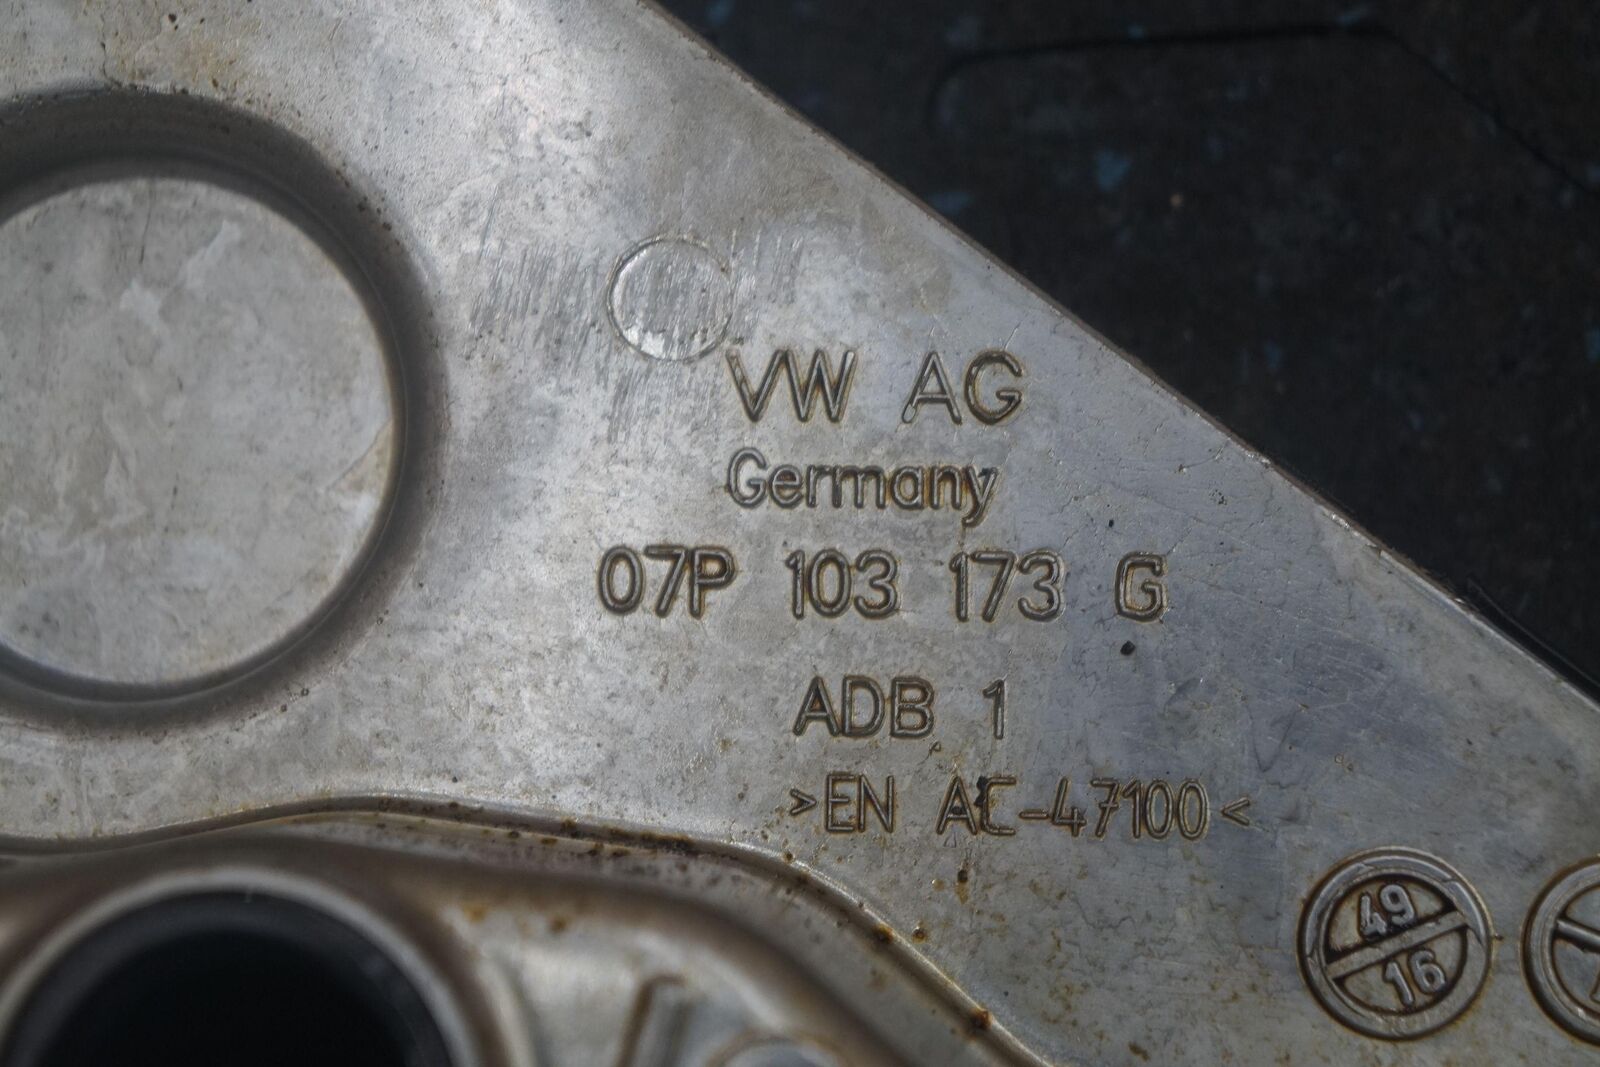 VW AG
Germany
07P 103 173 G
ADB 1
>EN AC-47100<
49
16